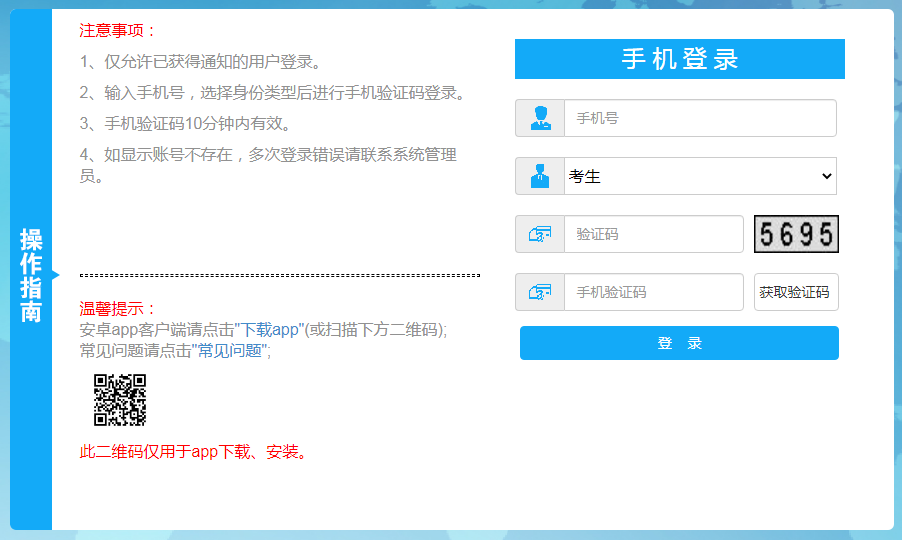 操作指南
注意事项：
1、仅允许已获得通知的用户登录。
2、输入手机号，选择身份类型后进行手机验证码登录。
3、手机验证码10分钟内有效。
4、如显示账号不存在，多次登录错误请联系系统管理
员。
温馨提示：
安卓app客户端请点击"下载app"(或扫描下方二维码);
常见问题请点击"常见问题";
此二维码仅用于app下载、安装。
手机登录
手机号
考生
验证码
5695
手机验证码
获取验证码
登 录